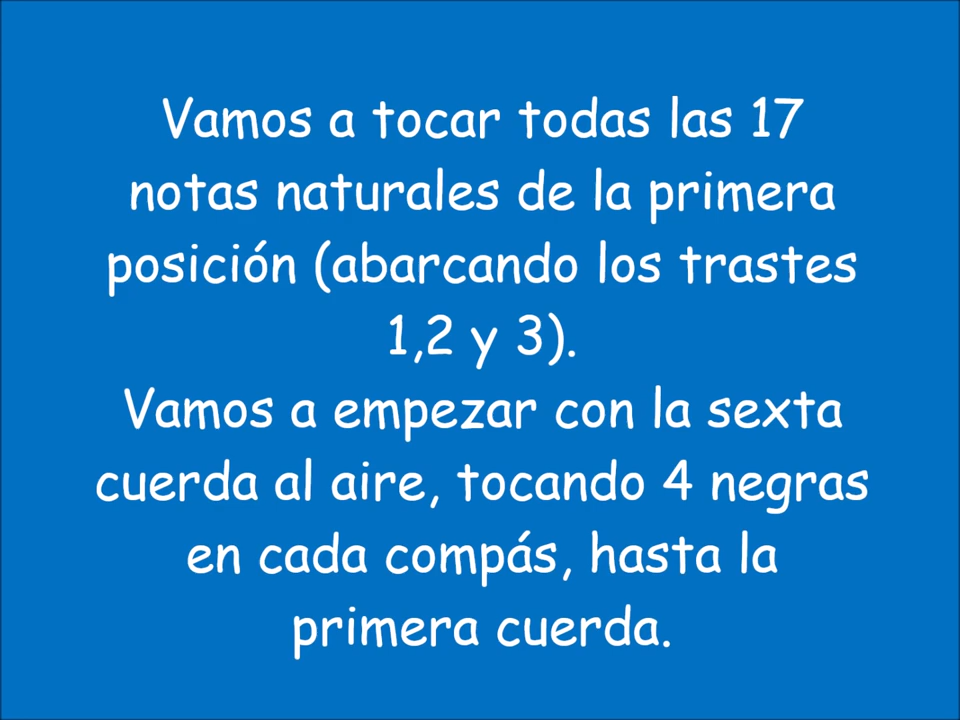 Vamos a tocar todas las 17
notas naturales de la primera
posición (abarcando los trastes
1,2 y 3).
Vamos a empezar con la sexta
cuerda al aire, tocando 4 negras
en cada compás, hasta la
primera cuerda.